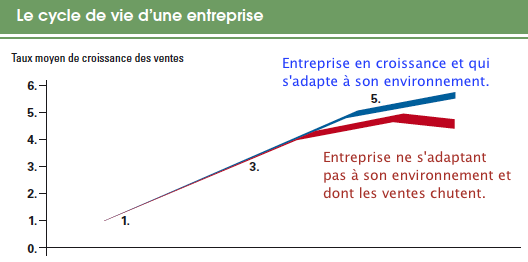 Le cycle de vie d'une entreprise
Taux moyen de croissance des ventes
Entreprise en croissance et qui
s'adapte à son environnement.
6.
5.
5.
4.
3.
3.
Entreprise ne s'adaptant
pas à son environnement et
dont les ventes chutent.
2.
1.
1.
0.